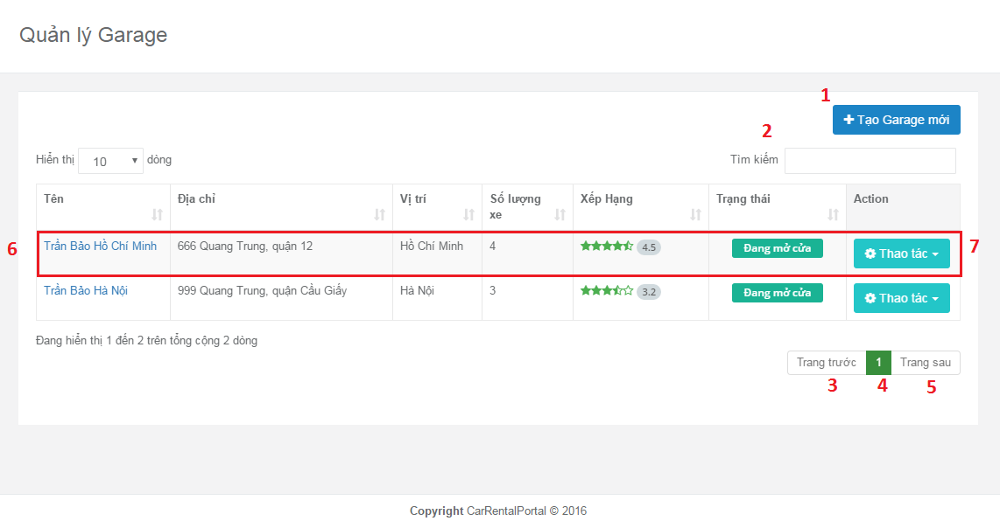 Quản lý Garage
1
Tạo Garage mới
2
Hiển thị 10 dòng
Tìm kiếm
Tên Địa chỉ Vị trí Số lượng xe Xếp Hạng Trạng thái Action
6
Trần Bảo Hồ Chí Minh 666 Quang Trung, quận 12 Hồ Chí Minh 4 4.5 Đang mở cửa Thao tác
7
Trần Bảo Hà Nội 999 Quang Trung, quận Cầu Giấy Hà Nội 3 3.2 Đang mở cửa Thao tác
Đang hiển thị 1 đến 2 trên tổng cộng 2 dòng
Trang trước 1 Trang sau
3 4 5
Copyright CarRentalPortal © 2016